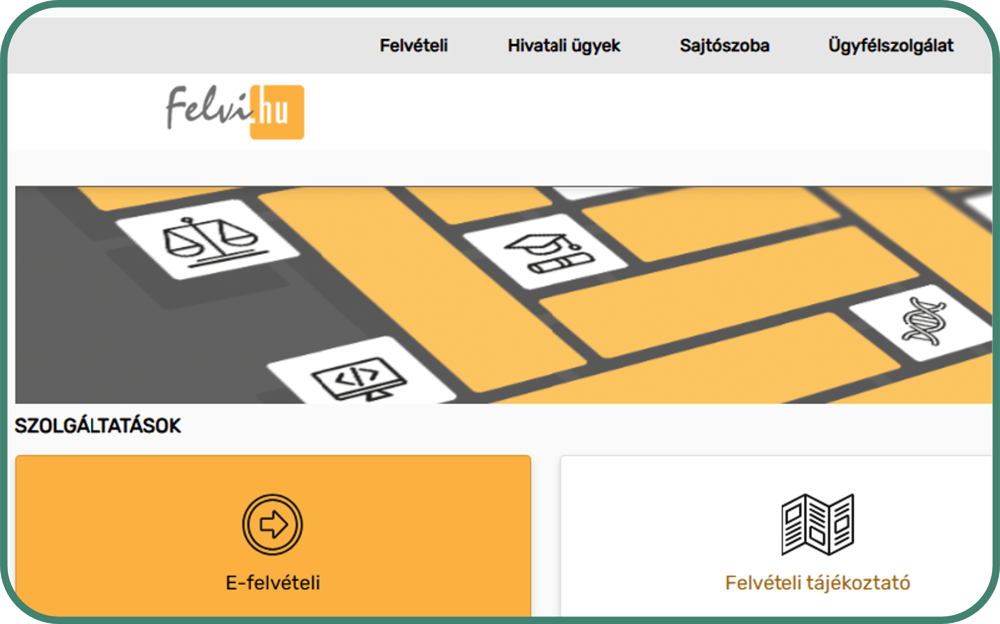 Felvételi Hivatali ügyek Sajtószoba Ügyfélszolgálat
Felvi.hu
</>
SZOLGÁLTATÁSOK
E-felvételi Felvételi tájékoztató